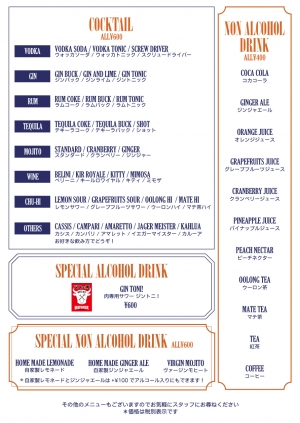 COCKTAIL
ALL¥600
VODKA
VODKA SODA / VODKA TONIC / SCREW DRIVER
ウォッカソーダ / ウォッカトニック / スクリュードライバー
GIN
GIN BUCK / GIN AND LIME / GIN TONIC
ジンバック / ジンライム / ジントニック
RUM
RUM COKE / RUM BUCK / RUM TONIC
ラムコーク / ラムバック / ラムトニック
TEQUILA
TEQUILA COKE / TEQUILA BUCK / SHOT
テキーラコーク / テキーラバック / ショット
MOJITO
STANDARD / CRANBERRY / GINGER
スタンダード / クランベリー / ジンジャー
WINE
BELINI / KIR ROYALE / KITTY / MIMOSA
ベリーニ / キールロワイヤル / キティ / ミモザ
CHU-HI
LEMON SOUR / GRAPEFRUIT SOUR / OOLONG HI / MATE HI
レモンサワー / グレープフルーツサワー / ウーロンハイ / マテ茶ハイ
OTHERS
CASSIS / CAMPARI / AMARETTO / JAGER MEISTER / KAHLUA
カシス / カンパリ / アマレット / イエガーマイスター / カルーア
お好きな飲み方でどうぞ！
SPECIAL ALCOHOL DRINK
GIN TONI!
肉専用サワー ジントニ！
¥600
SPECIAL NON ALCOHOL DRINK ALL¥600
HOME MADE LEMONADE
自家製レモネード
HOME MADE GINGER ALE
自家製ジンジャエール
VIRGIN MOJITO
ヴァージンモヒート
*自家製レモネードとジンジャエールは+¥100でアルコール入りにもできます！
NON ALCOHOL
DRINK
ALL¥400
COCA COLA
コカコーラ
GINGER ALE
ジンジャエール
ORANGE JUICE
オレンジジュース
GRAPEFRUITS JUICE
グレープフルーツジュース
CRANBERRY JUICE
クランベリージュース
PINEAPPLE JUICE
パイナップルジュース
PEACH NECTAR
ピーチネクター
OOLONG TEA
ウーロン茶
MATE TEA
マテ茶
TEA
紅茶
COFFEE
コーヒー
その他のメニューもございますのでお気軽にスタッフにお尋ねください
*価格は税別表示です